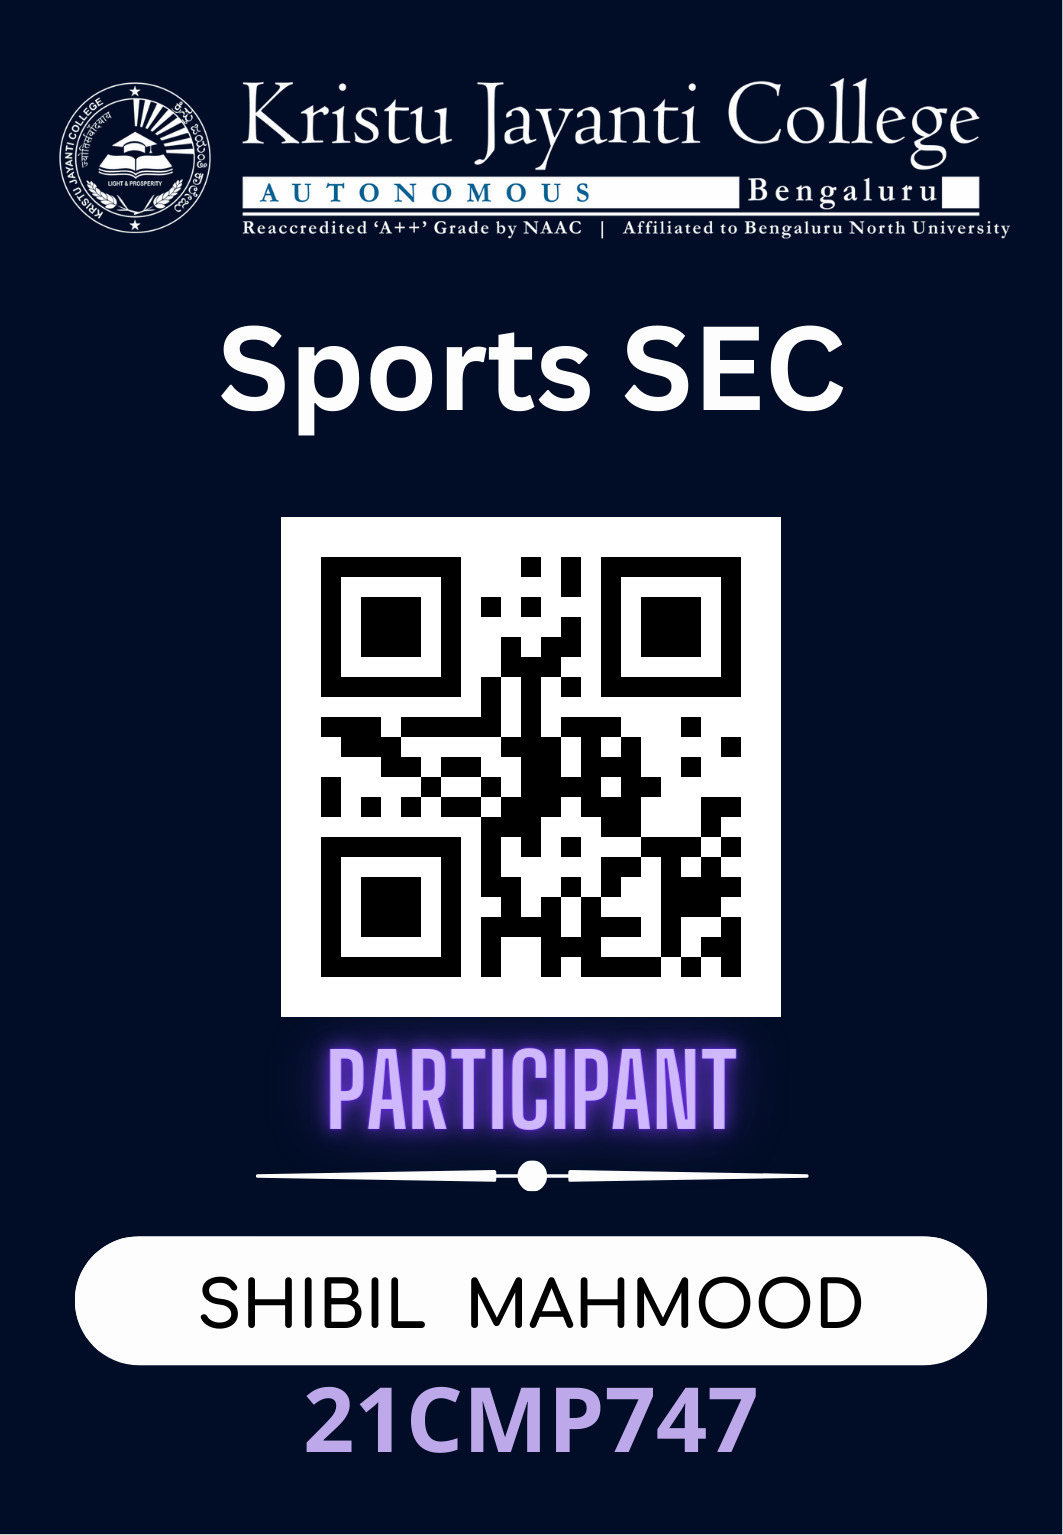 KRISTU JAYANTI COLLEGE
ಕ್ರಿಸ್ತು ಜಯಂತಿ ಕಾಲೇಜು
LIGHT & PROSPERITY
Kristu Jayanti College
AUTONOMOUS Bengaluru
Reaccredited ‘A++’ Grade by NAAC | Affiliated to Bengaluru North University
Sports SEC
PARTICIPANT
SHIBIL MAHMOOD
21CMP747